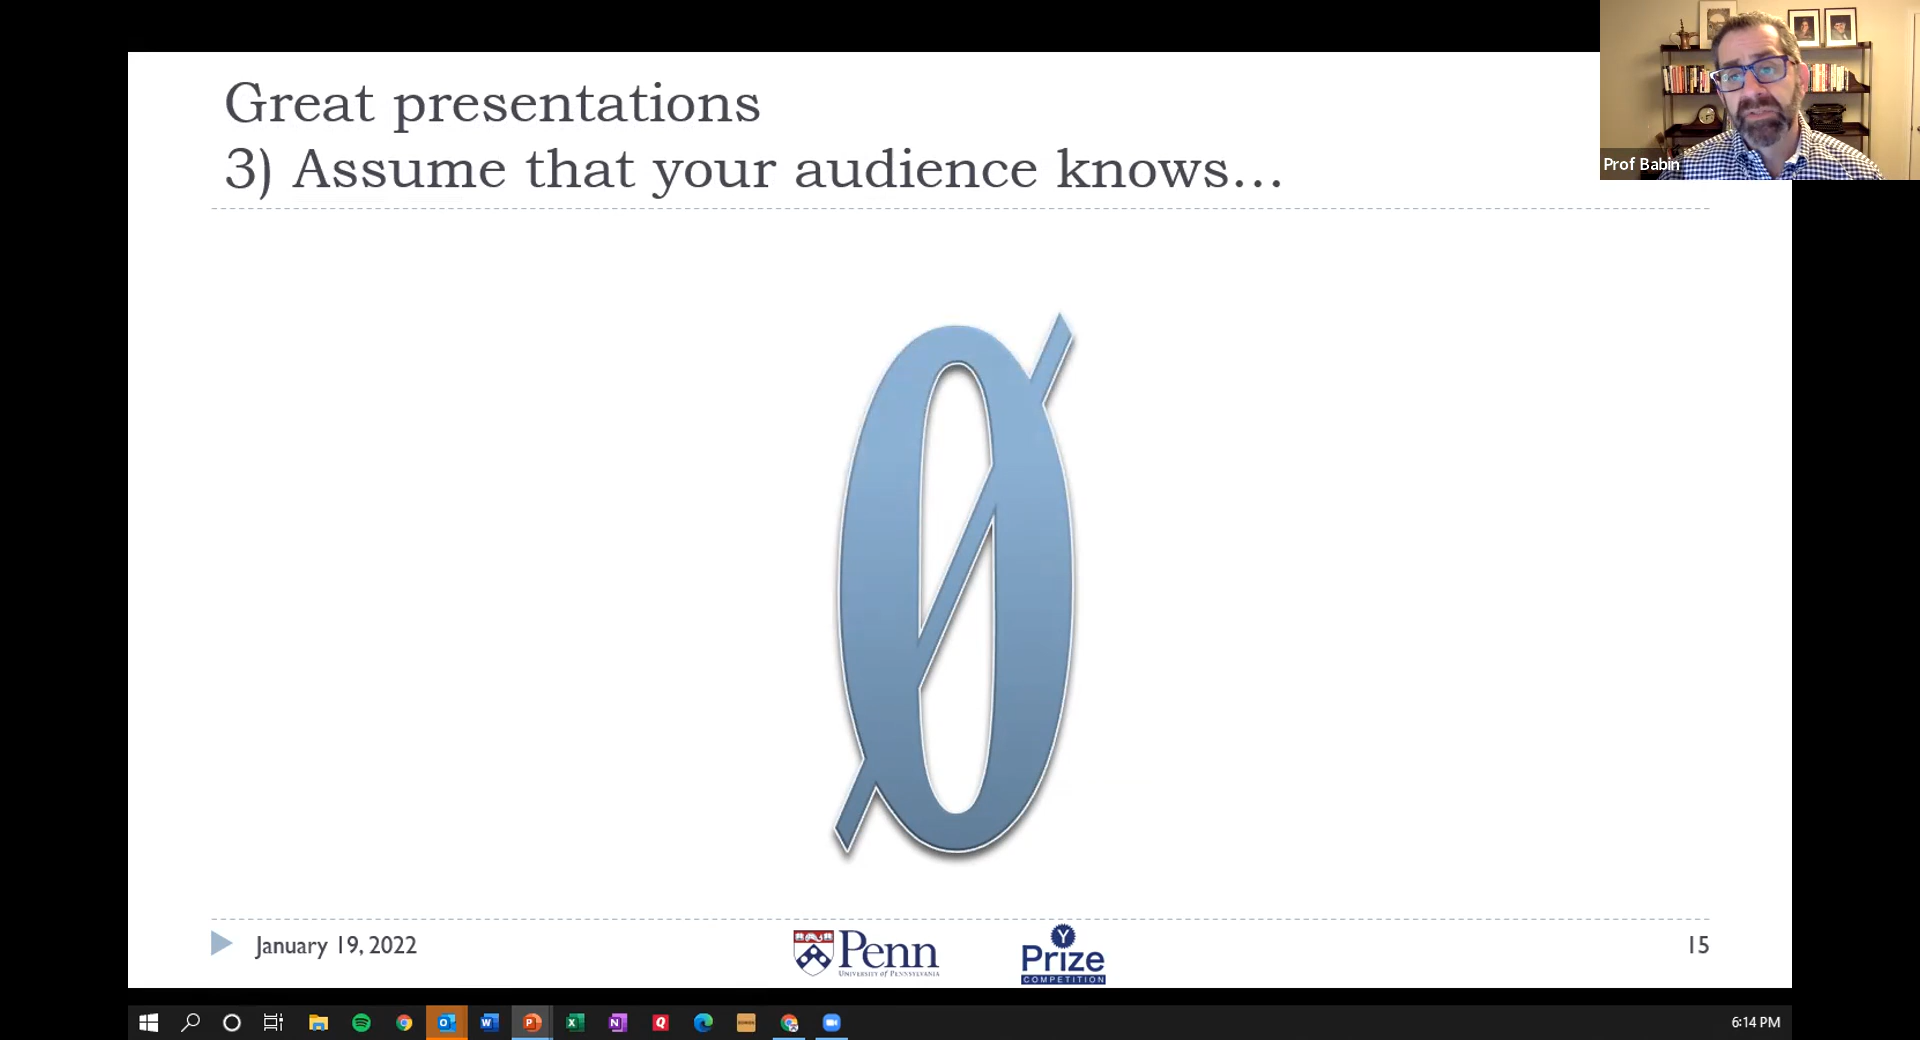 Great presentations
3) Assume that your audience knows...
Prof Babin
Ø
January 19, 2022
Penn
UNIVERSITY of PENNSYLVANIA
Y
Prize
COMPETITION
15
6:14 PM